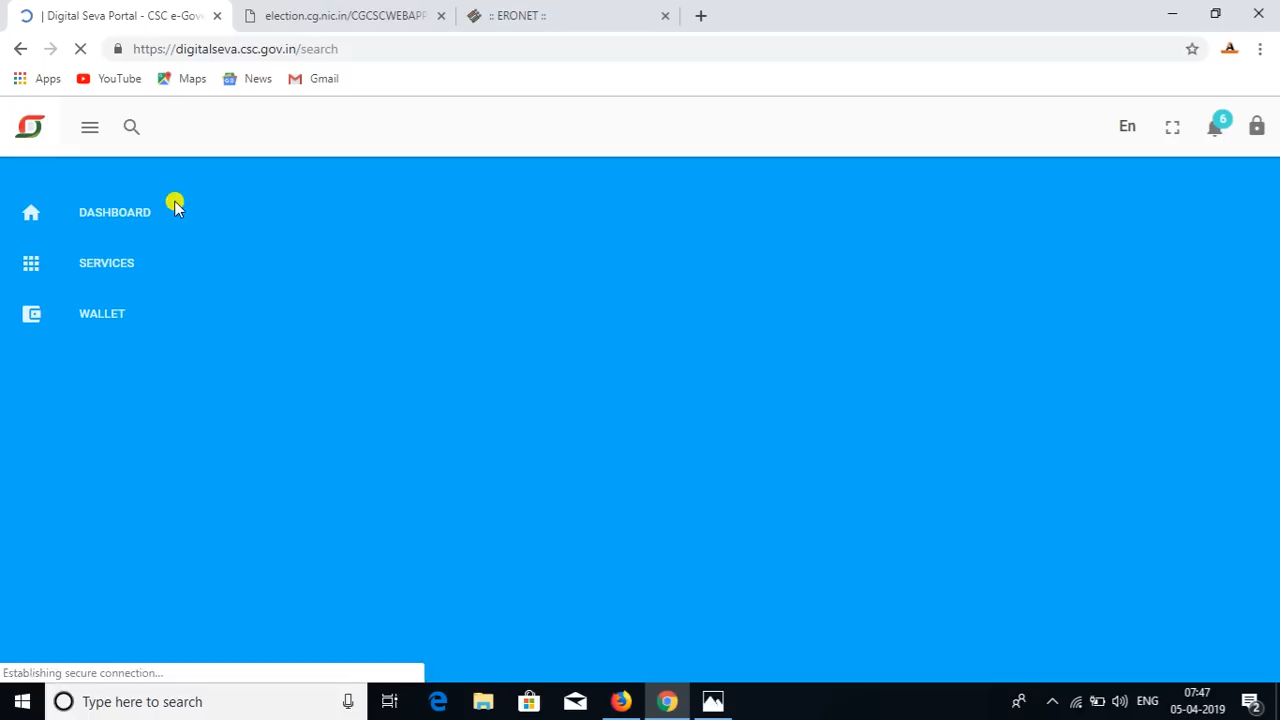 | Digital Seva Portal - CSC e-Gov
election.cg.nic.in/CGCSCWEBAPP
:: ERONET ::
https://digitalseva.csc.gov.in/search
Apps
YouTube
Maps
News
Gmail
En
6
DASHBOARD
SERVICES
WALLET
Establishing secure connection...
Type here to search
ENG
07:47
05-04-2019
2